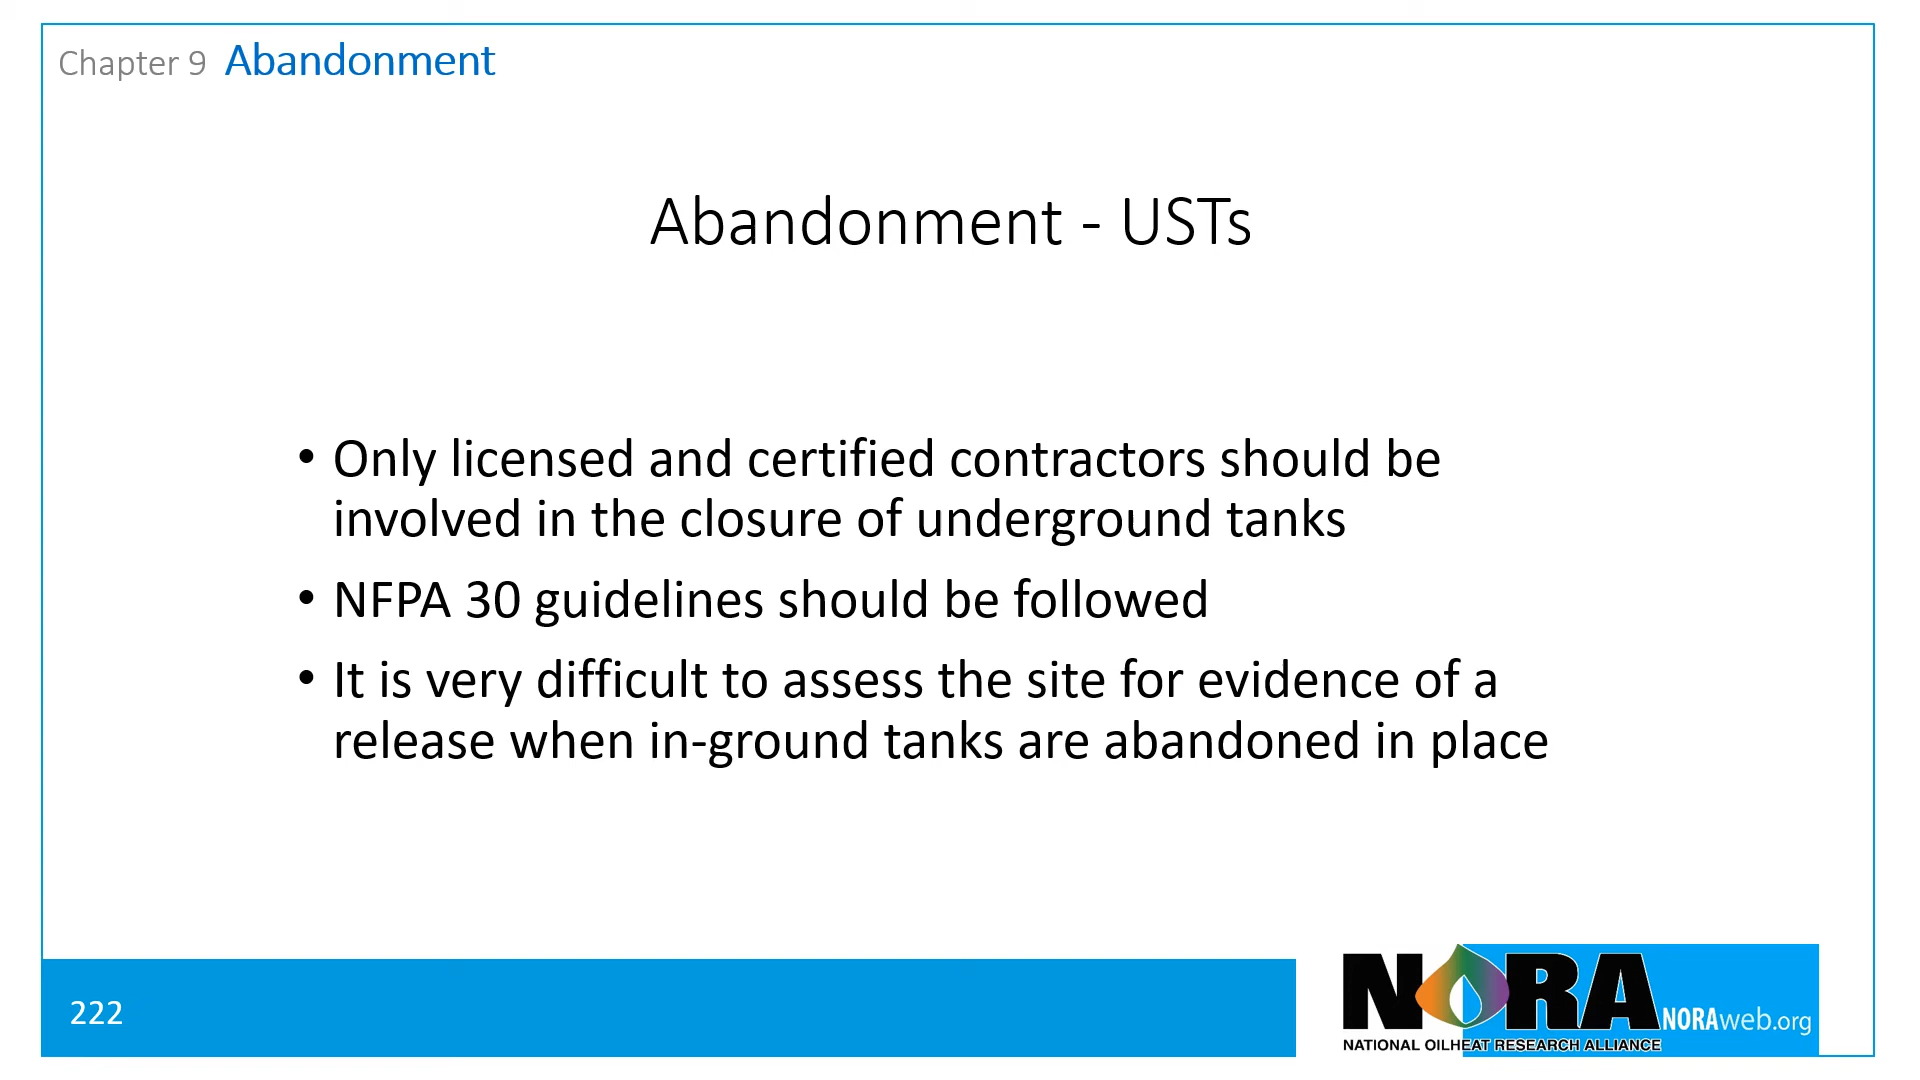 Chapter 9 Abandonment
Abandonment - USTs
• Only licensed and certified contractors should be
involved in the closure of underground tanks
• NFPA 30 guidelines should be followed
• It is very difficult to assess the site for evidence of a
release when in-ground tanks are abandoned in place
222
NORA
NORAweb.org
NATIONAL OILHEAT RESEARCH ALLIANCE